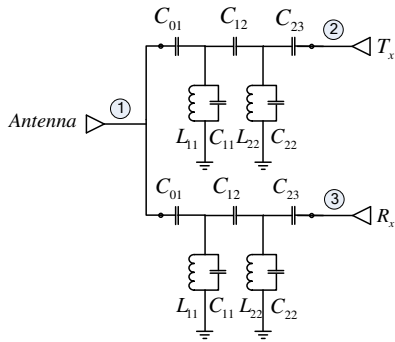 C01 C12 C23 2 Tx
1
Antenna
L11 C11 L22 C22
C01 C12 C23 3 Rx
L11 C11 L22 C22